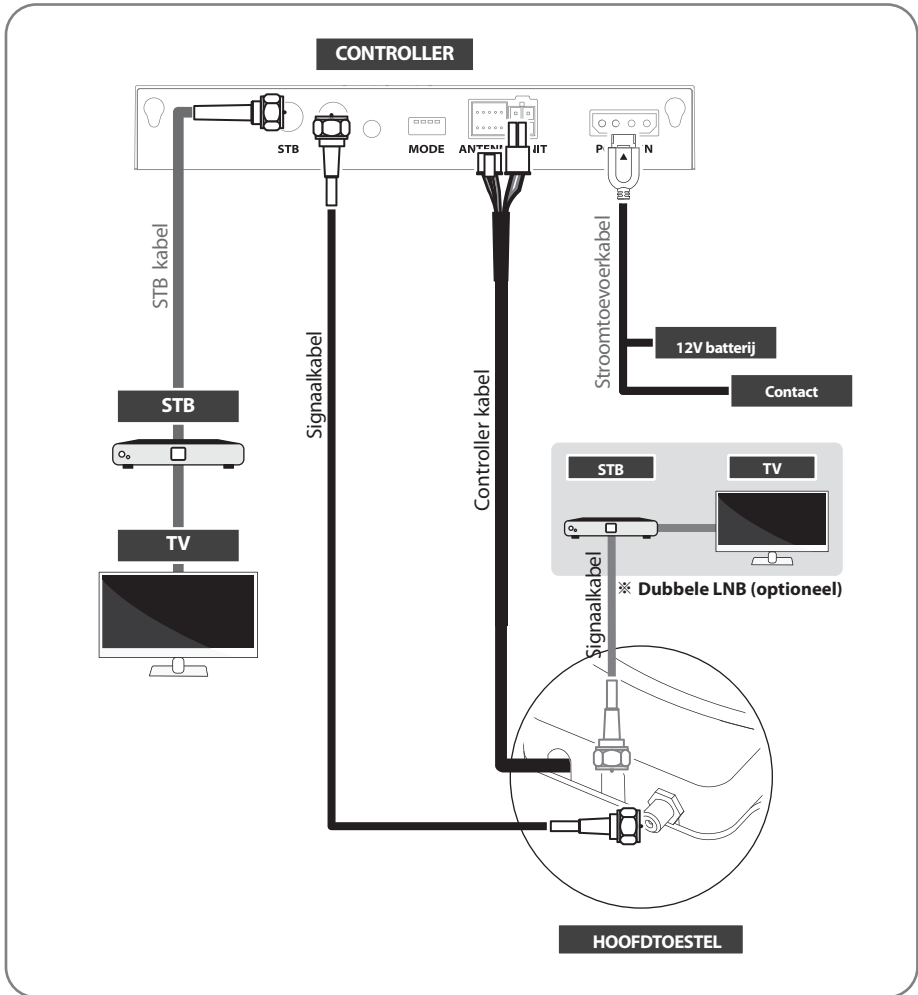 CONTROLLER
STB
MODE
STB kabel
Signaalkabel
Controller kabel
Stroomtoevoerkabel
12V batterij
Contact
STB
TV
STB
TV
Signaalkabel
※ Dubbele LNB (optioneel)
HOOFDTOESTEL